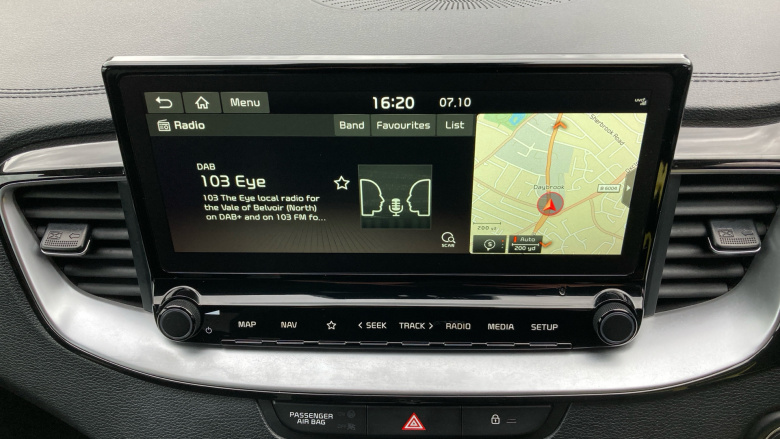 Menu
16:20
07.10
Radio
Band
Favourites
List
DAB
103 Eye
103 The Eye local radio for
the Vale of Belvoir (North)
on DAB+ and on 103 FM fo...
SCAN
Sherbrook Road
Daybrook
B 6006
200 yd
Auto
200 yd
MAP
NAV
< SEEK
TRACK >
RADIO
MEDIA
SETUP
PASSENGER
AIR BAG